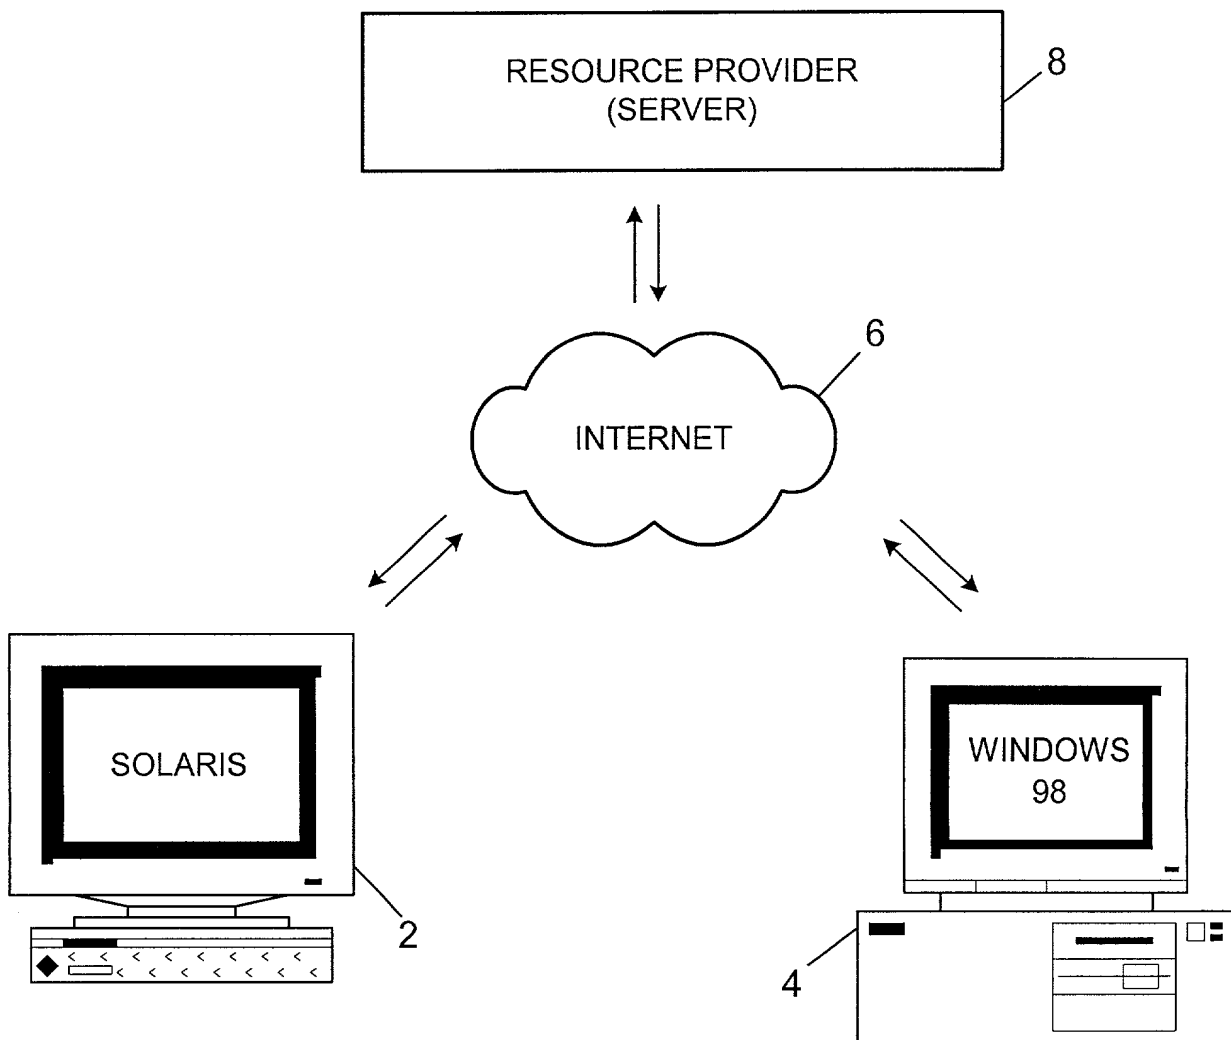 RESOURCE PROVIDER
(SERVER)
8
6
INTERNET
SOLARIS
WINDOWS
98
2
4